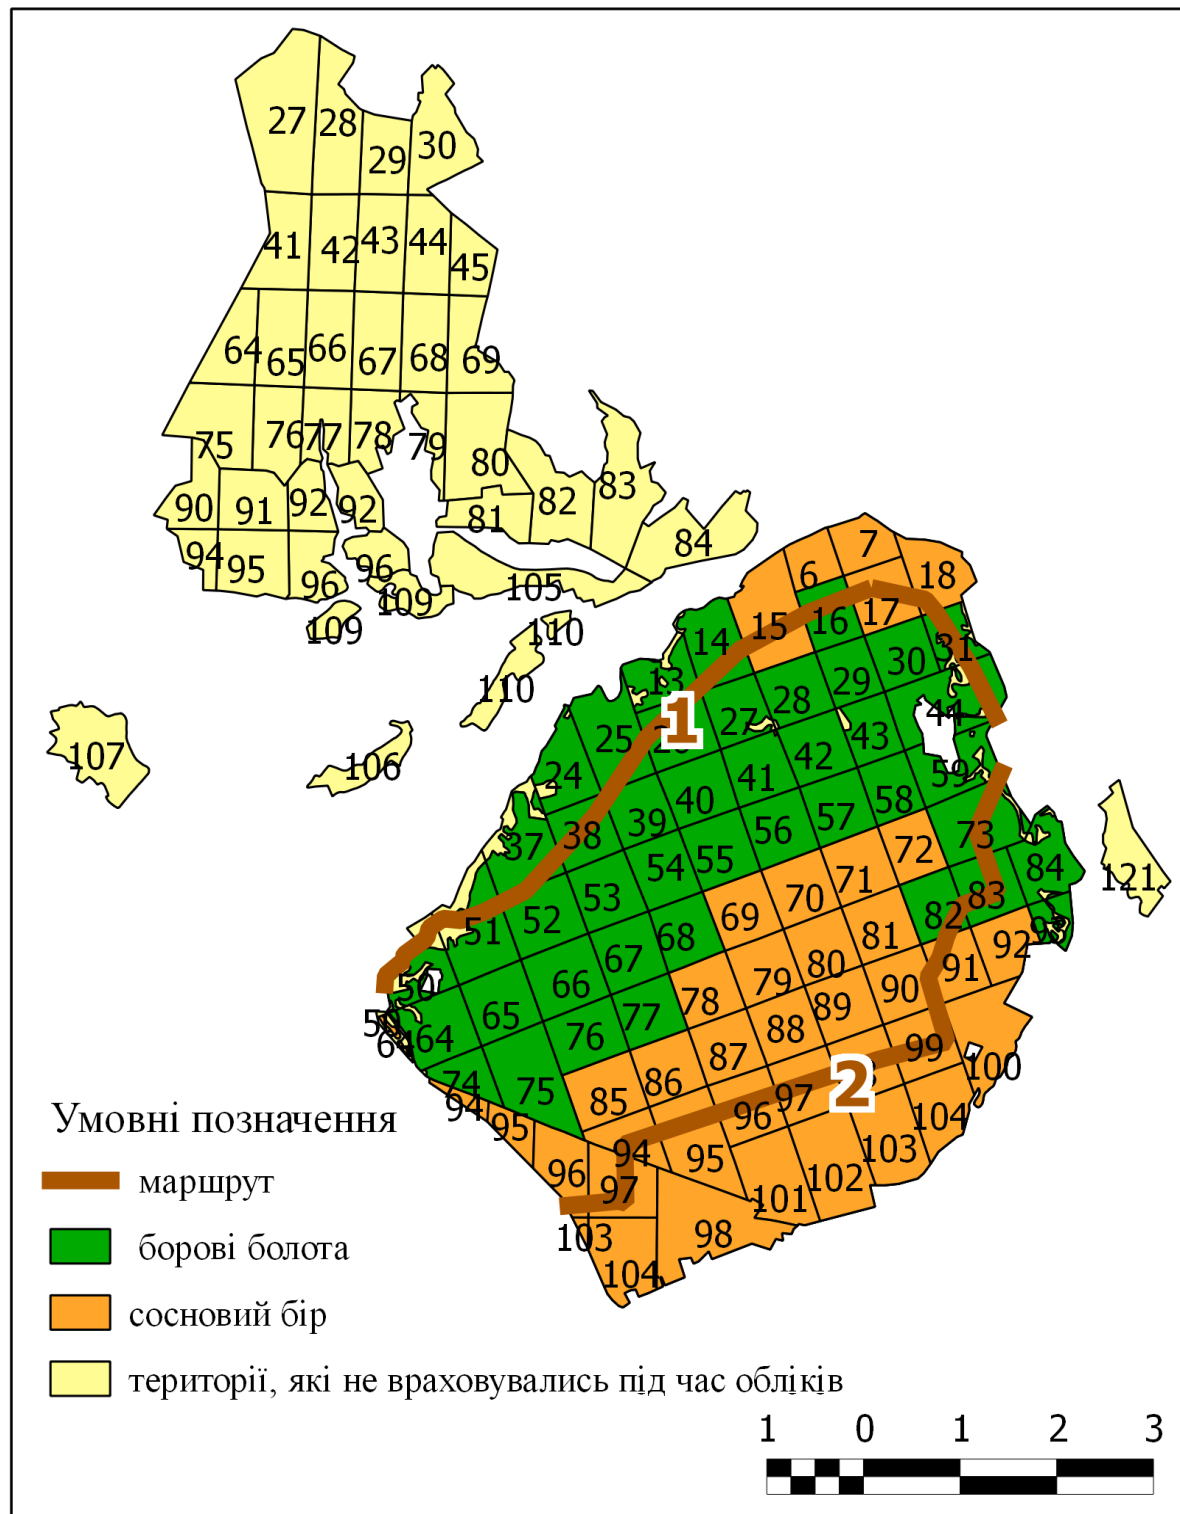 27 28 29 30
41 42 43 44 45
64 65 66 67 68 69
75 76 77 78 79 80
90 91 92 92 81 82 83
94 95 96 96 84
109 109 105
110
110
107 106
7
6 18
15 16 17
14 31
13 30
29
28
27 44
25 1 43
42
24 41 59
40 58
39 57
38 56 73
37 72
55 84
54 71
53 70 83 121
52 69 82
51 68 81 92 93
67 80 91
66 79 90
50 78 89
65 77 88
64 76 99
58 87 100
64 2
74 75 86 97
94 85 96 104
95 94 95 103
96 97 101 102
103 98
104
Умовні позначення
маршрут
борові болота
сосновий бір
території, які не враховувались під час обліків
1 0 1 2 3